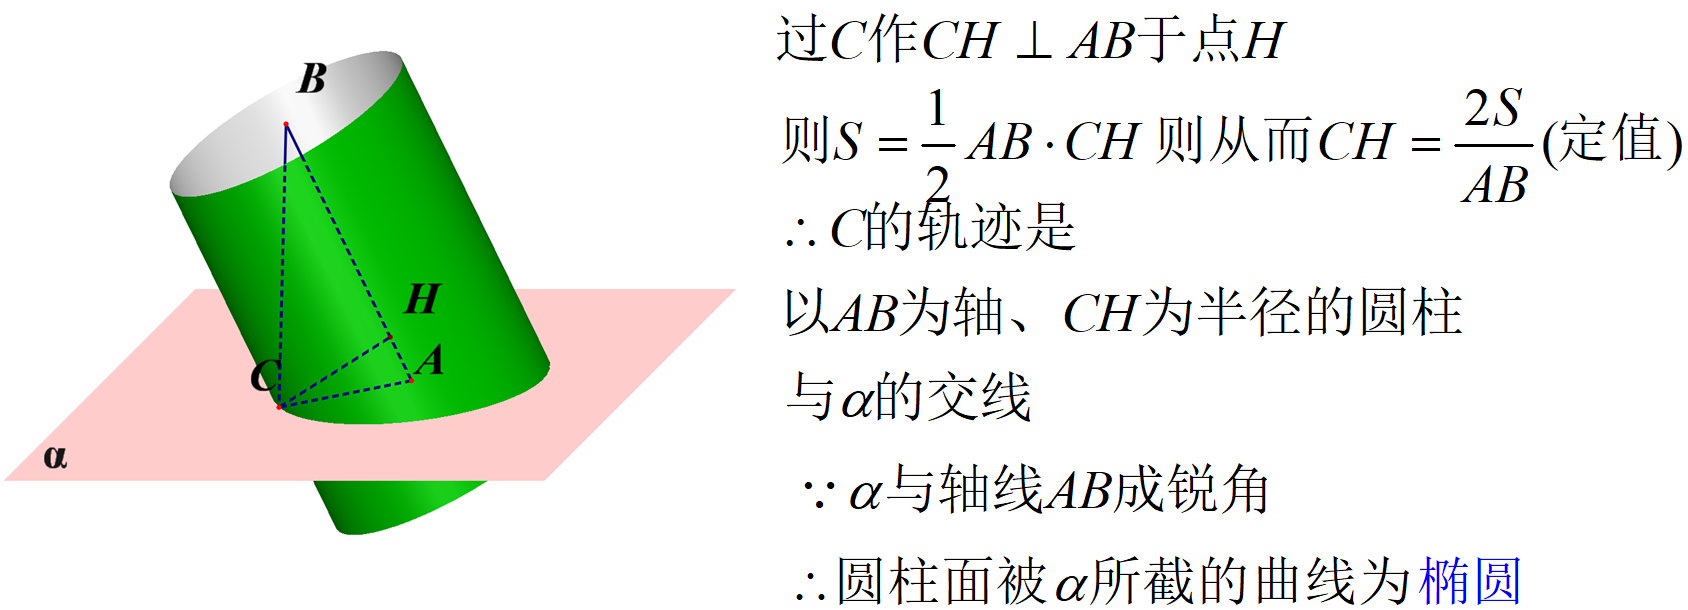 B
H
A
C
α
过C作CH ⊥ AB于点H
则S = \frac{1}{2} AB · CH 则从而CH = \frac{2S}{AB} (定值)
∴ C的轨迹是
以AB为轴、CH为半径的圆柱
与α的交线
∵ α与轴线AB成锐角
∴圆柱面被α所截的曲线为椭圆